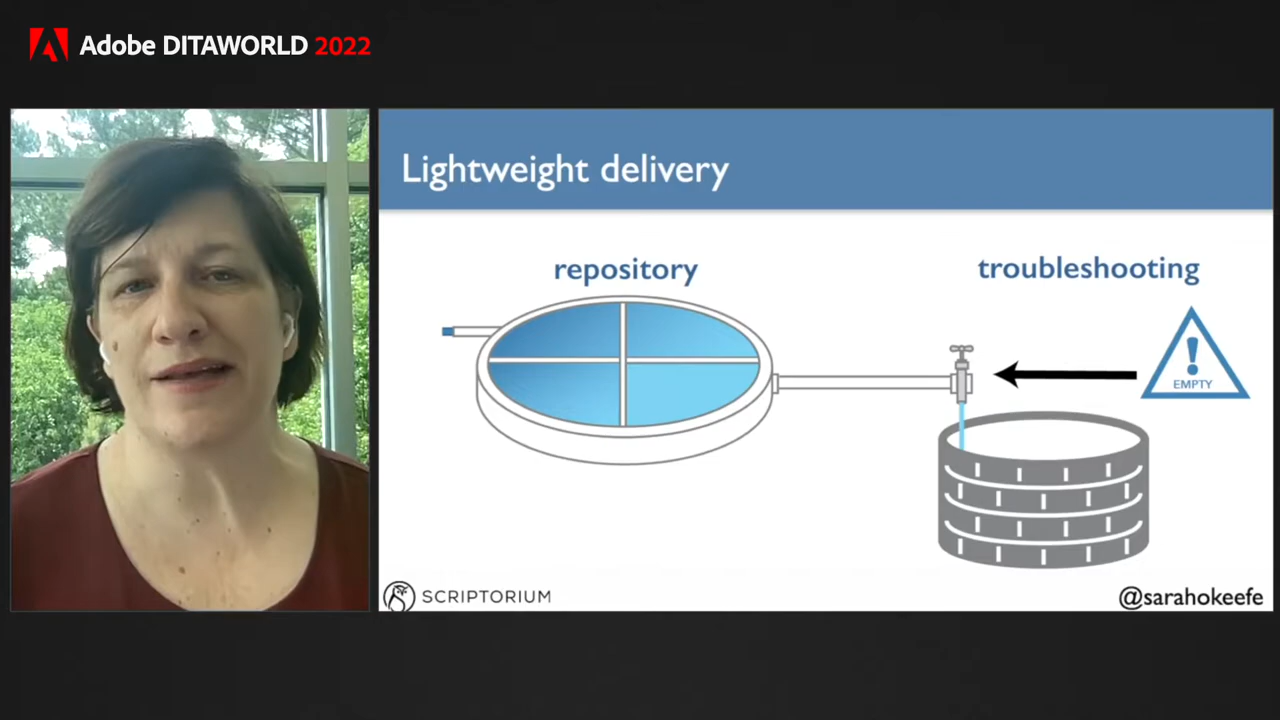 Adobe DITAWORLD 2022
Lightweight delivery
repository
troubleshooting
EMPTY
SCRIPTORIUM
@sarahokeefe